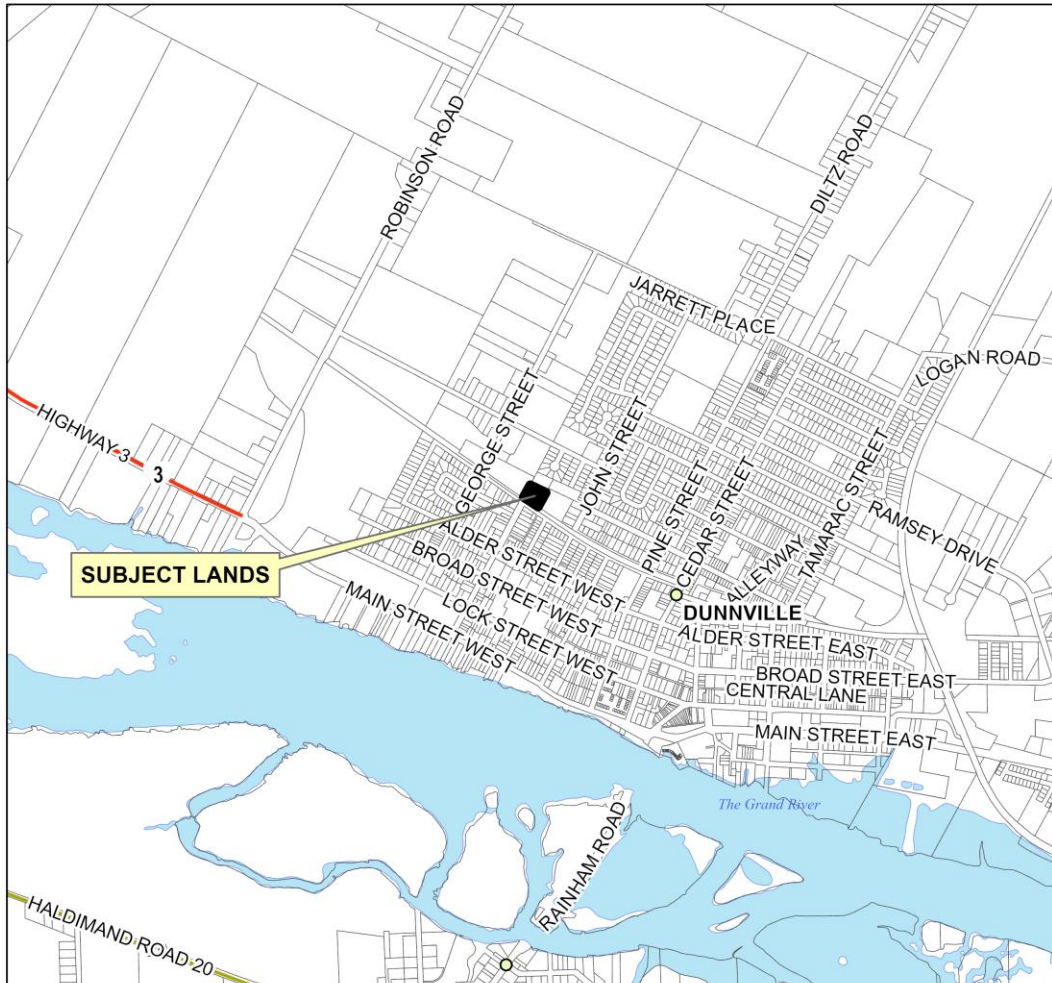 ROBINSON ROAD
DILTZ ROAD
JARRETT PLACE
LOGAN ROAD
HIGHWAY 3
3
GEORGE STREET
JOHN STREET
PINE STREET
CEDAR STREET
TAMARAC STREET
RAMSEY DRIVE
ALLEYWAY
SUBJECT LANDS
ALDER STREET WEST
BROAD STREET WEST
LOCK STREET WEST
MAIN STREET WEST
DUNNVILLE
ALDER STREET EAST
BROAD STREET EAST
CENTRAL LANE
MAIN STREET EAST
The Grand River
RAINHAM ROAD
HALDIMAND ROAD 20